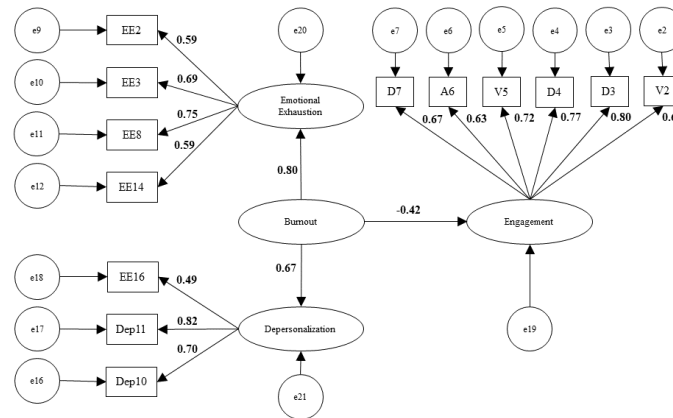 e9
EE2
e10
EE3
e11
EE8
e12
EE14
0.59
0.69
0.75
0.59
e20
Emotional
Exhaustion
e7
e6
e5
e4
e3
e2
D7
A6
V5
D4
D3
V2
0.67
0.63
0.72
0.77
0.80
0.80
Burnout
-0.42
Engagement
0.67
e18
EE16
e17
Dep11
e16
Dep10
0.49
0.82
0.70
Depersonalization
e21
e19